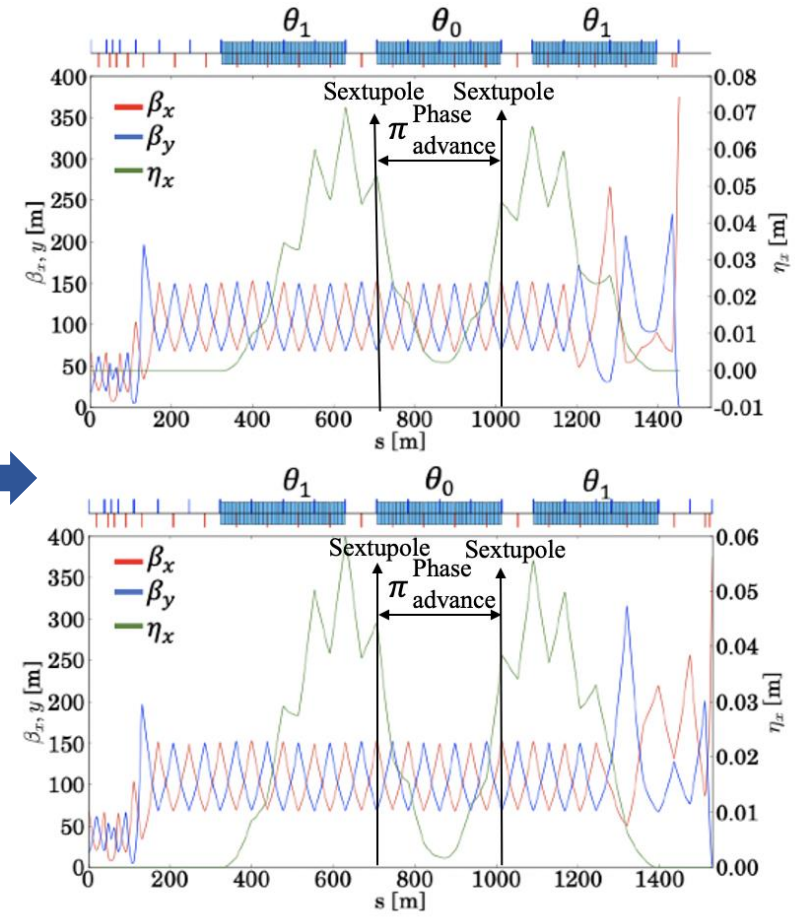 θ₁ θ₀ θ₁
400 0.08
Sextupole Sextupole
350 0.07
βₓ
π Phase
advance
βᵧ
300 0.06
ηₓ
250 0.05
200 0.04
βₓ, y [m] ηₓ [m]
150 0.03
100 0.02
0.01
50 0.00
0 -0.01
0 200 400 600 800 1000 1200 1400
s [m]
θ₁ θ₀ θ₁
400 0.06
Sextupole Sextupole
βₓ
350
π Phase
advance
βᵧ
0.05
300
ηₓ
250 0.04
200 0.03
βₓ, y [m] ηₓ [m]
150 0.02
100
0.01
50
0 0.00
0 200 400 600 800 1000 1200 1400
s [m]